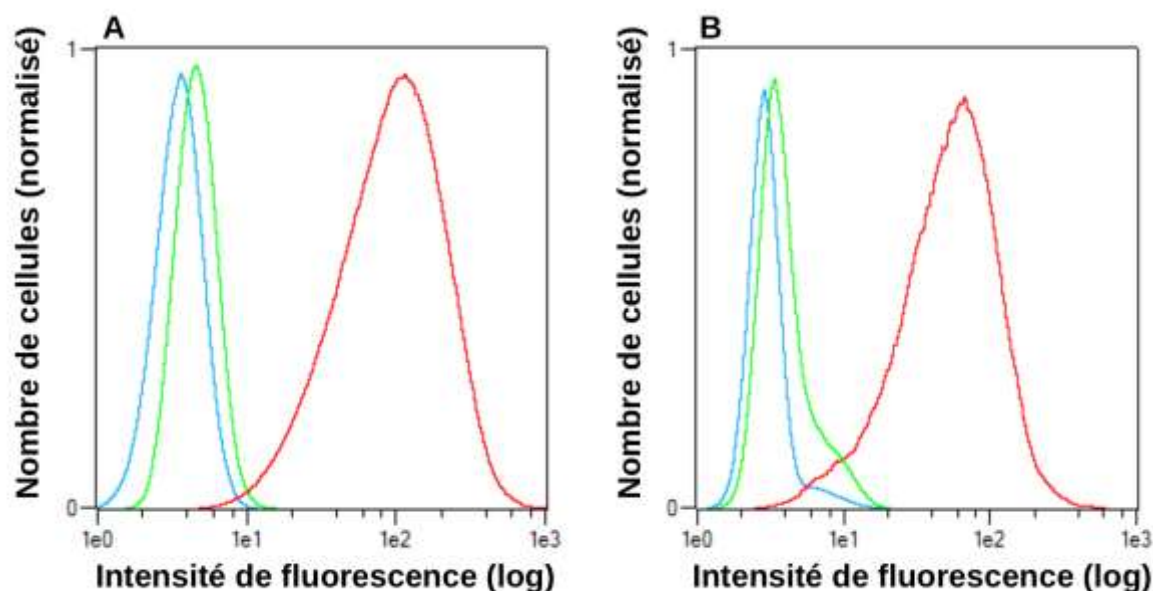 A
Nombre de cellules (normalisé)
1
0
1e0 1e1 1e2 1e3
Intensité de fluorescence (log)
B
Nombre de cellules (normalisé)
1
0
1e0 1e1 1e2 1e3
Intensité de fluorescence (log)